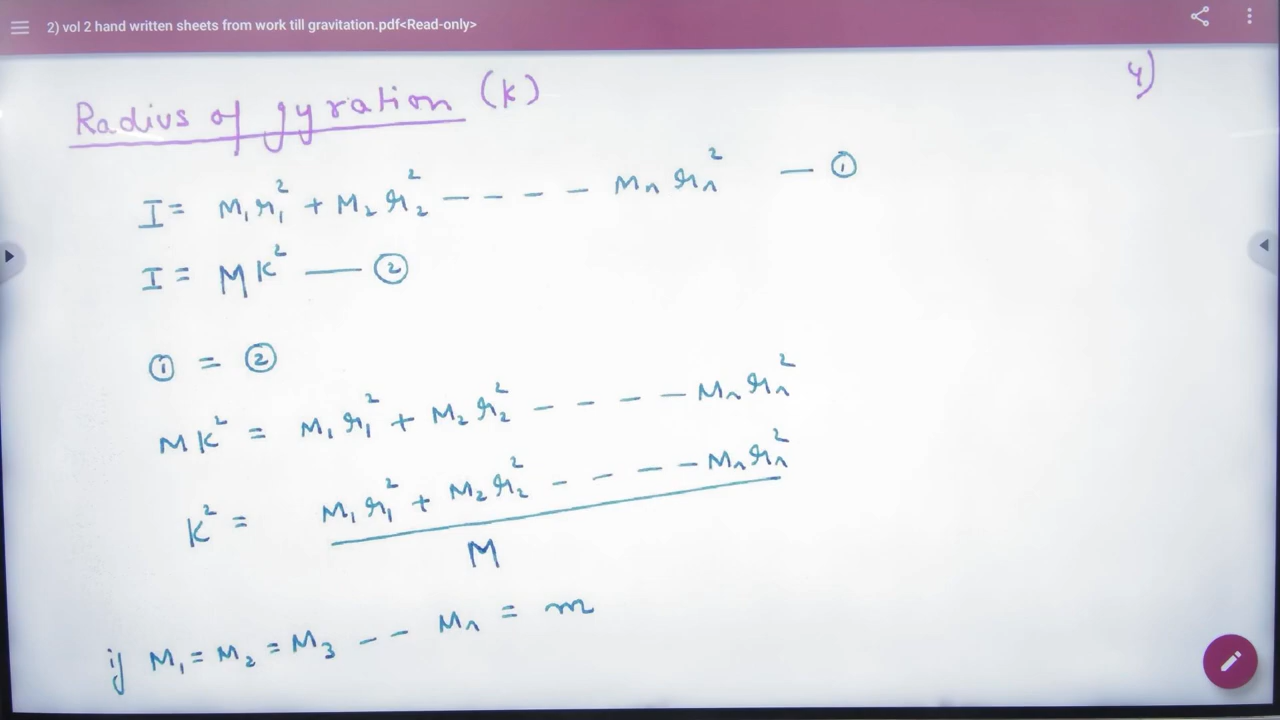 2) vol 2 hand written sheets from work till gravitation.pdf<Read-only>
4)
Radius of gyration (K)
I = M₁r₁² + M₂r₂² - - - - Mₙrₙ² — ①
I = MK² — ②
① = ②
MK² = M₁r₁² + M₂r₂² - - - - Mₙrₙ²
K² = M₁r₁² + M₂r₂² - - - - Mₙrₙ²
M
if M₁ = M₂ = M₃ - - Mₙ = m